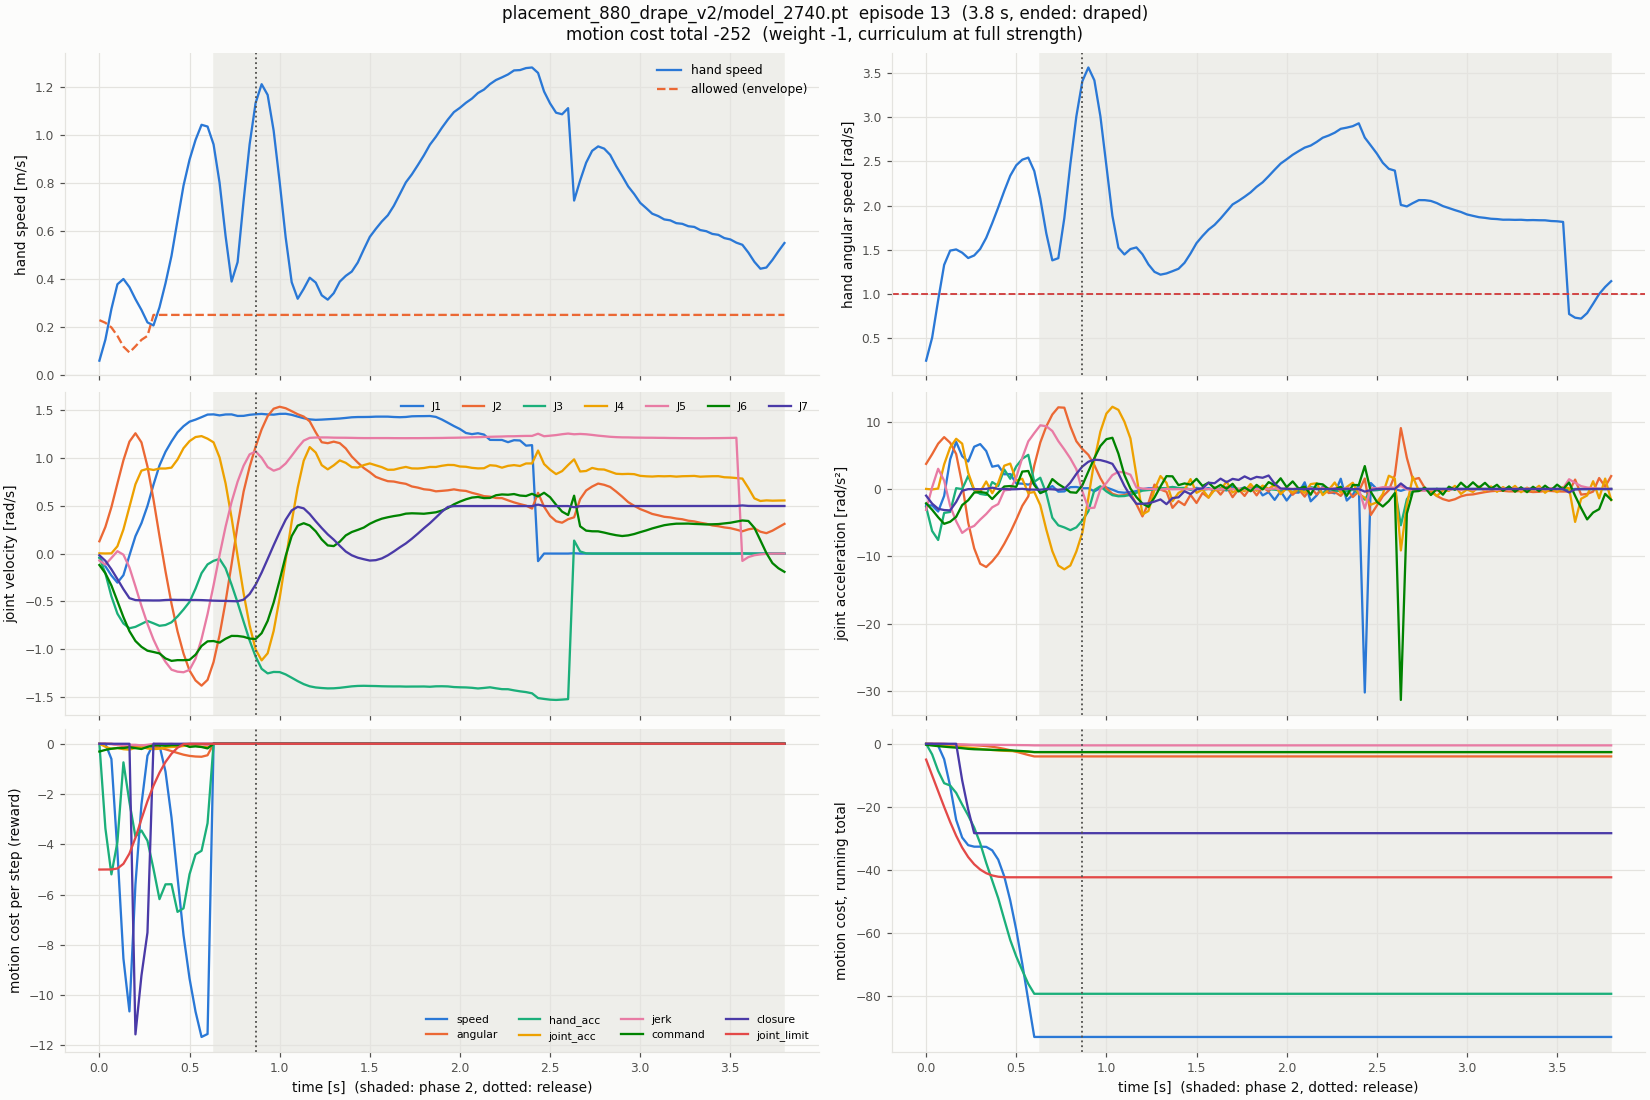 placement_880_drape_v2/model_2740.pt  episode 13  (3.8 s, ended: draped)
motion cost total -252  (weight -1, curriculum at full strength)
hand speed [m/s]
1.2
1.0
0.8
0.6
0.4
0.2
0.0
hand speed
allowed (envelope)
hand angular speed [rad/s]
3.5
3.0
2.5
2.0
1.5
1.0
0.5
joint velocity [rad/s]
1.5
1.0
0.5
0.0
−0.5
−1.0
−1.5
J1 J2 J3 J4 J5 J6 J7
joint acceleration [rad/s²]
10
0
−10
−20
−30
motion cost per step (reward)
0
−2
−4
−6
−8
−10
−12
speed hand_acc jerk closure
angular joint_acc command joint_limit
0.0 0.5 1.0 1.5 2.0 2.5 3.0 3.5
time [s]  (shaded: phase 2, dotted: release)
motion cost, running total
0
−20
−40
−60
−80
0.0 0.5 1.0 1.5 2.0 2.5 3.0 3.5
time [s]  (shaded: phase 2, dotted: release)